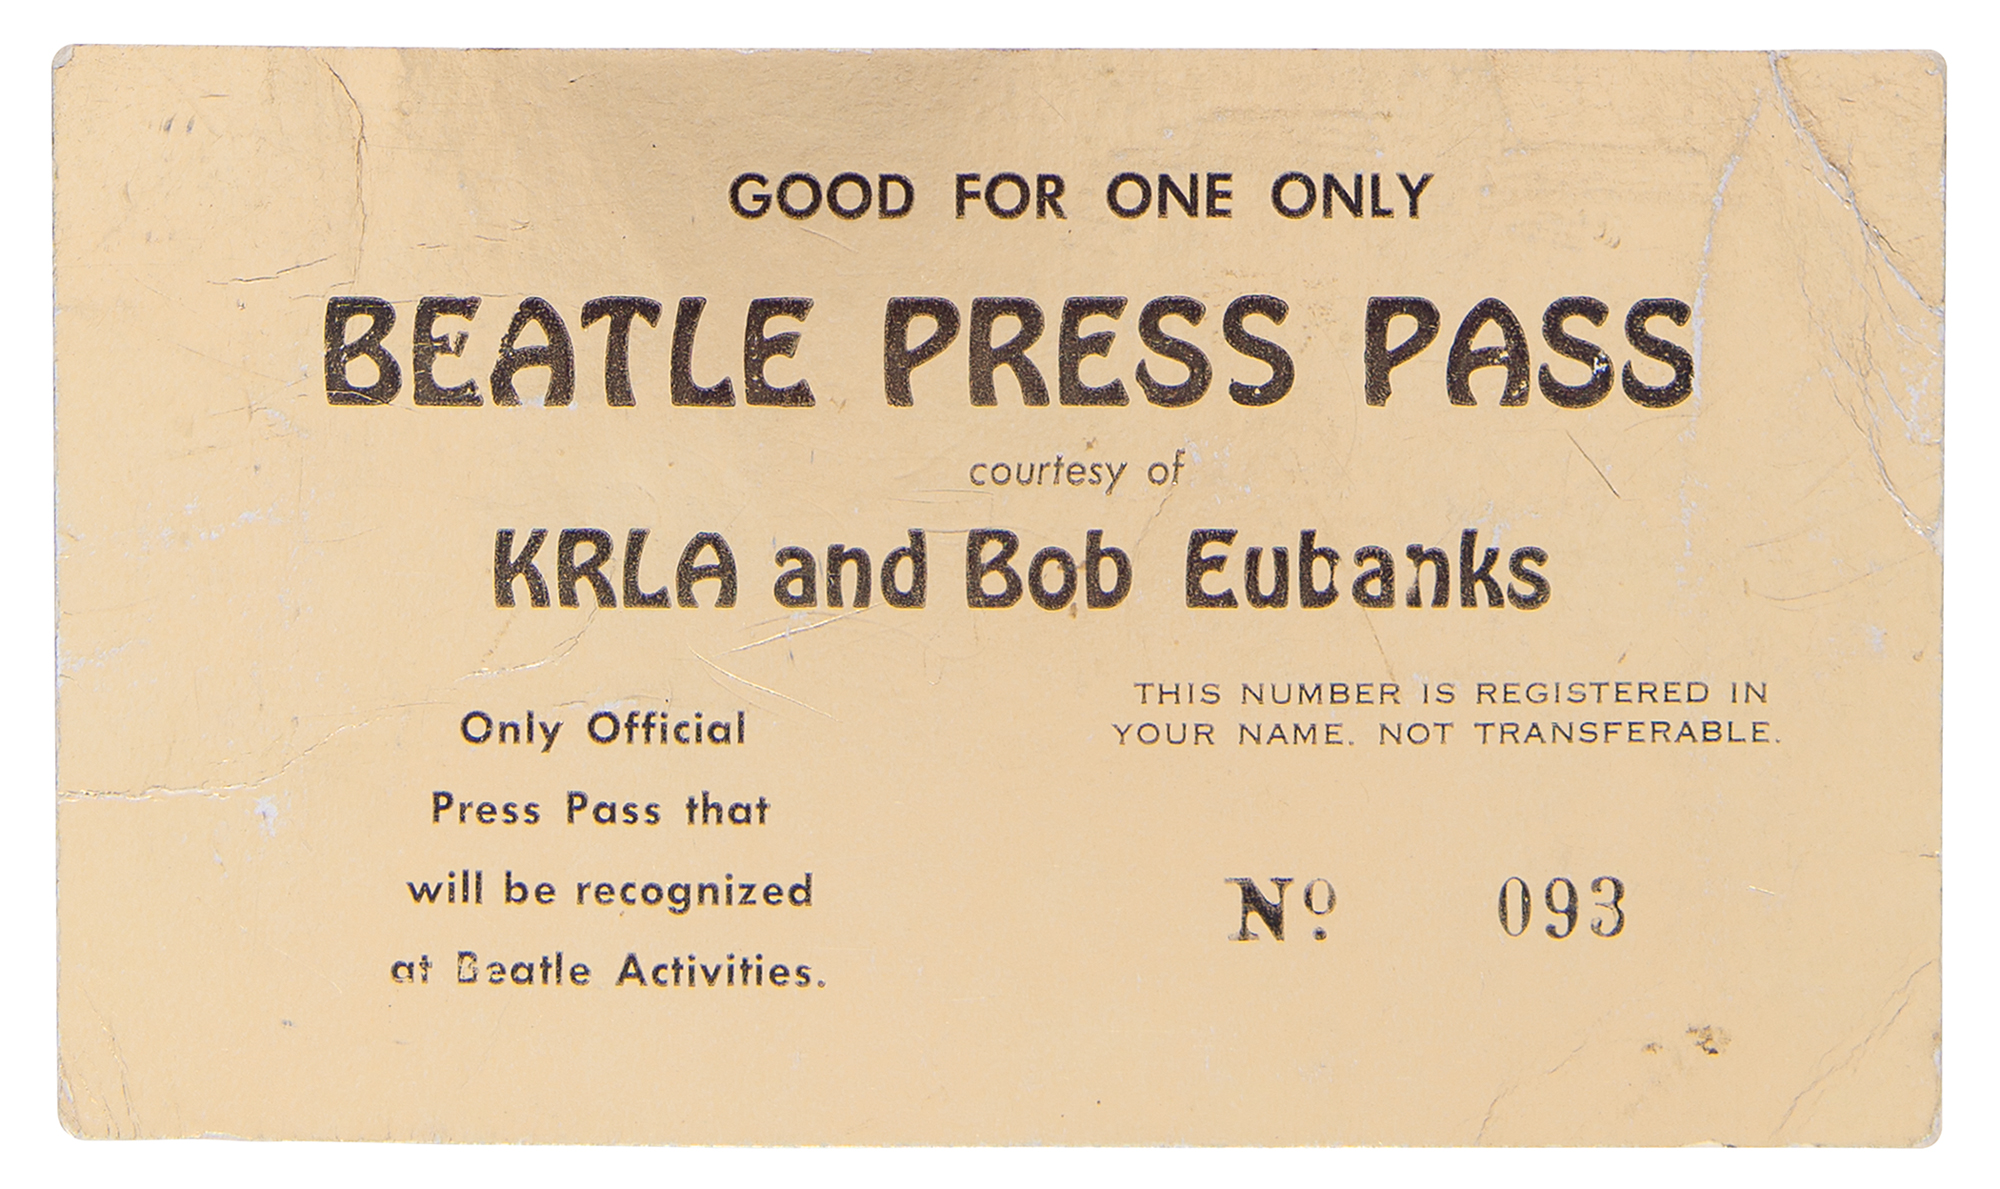 GOOD FOR ONE ONLY
BEATLE PRESS PASS
courtesy of
KRLA and Bob Eubanks
Only Official
Press Pass that
will be recognized
at Beatle Activities.
THIS NUMBER IS REGISTERED IN
YOUR NAME. NOT TRANSFERABLE.
Nº 093